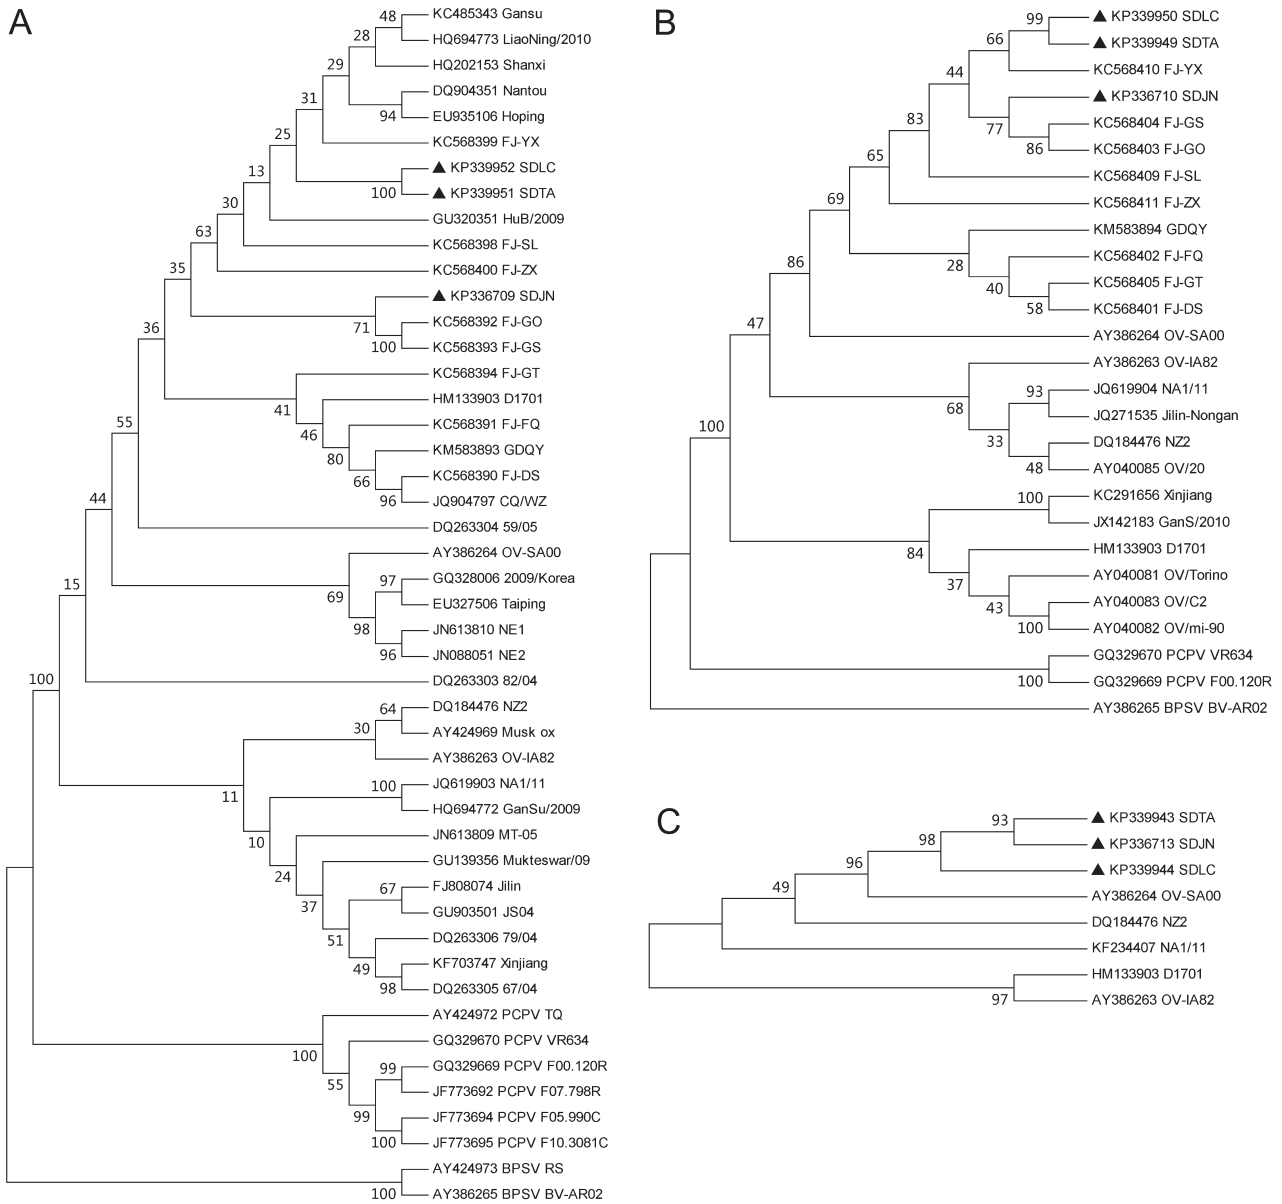 A
KC485343 Gansu
48
HQ694773 LiaoNing/2010
28
HQ202153 Shanxi
29
DQ904351 Nantou
31
EU935106 Hoping
94
KC568399 FJ-YX
25
▲ KP339952 SDLC
13
▲ KP339951 SDTA
100
30
GU320351 HuB/2009
63
KC568398 FJ-SL
35
KC568400 FJ-ZX
▲ KP336709 SDJN
36
71
KC568392 FJ-GO
100
KC568393 FJ-GS
KC568394 FJ-GT
41
HM133903 D1701
55
46
KC568391 FJ-FQ
80
KM583893 GDQY
66
KC568390 FJ-DS
96
JQ904797 CQ/WZ
44
DQ263304 59/05
AY386264 OV-SA00
15
69
97
GQ328006 2009/Korea
EU327506 Taiping
98
JN613810 NE1
96
JN088051 NE2
100
DQ263303 82/04
64
DQ184476 NZ2
30
AY424969 Musk ox
AY386263 OV-IA82
11
100
JQ619903 NA1/11
HQ694772 GanSu/2009
10
JN613809 MT-05
24
GU139356 Mukteswar/09
37
67
FJ808074 Jilin
GU903501 JS04
51
DQ263306 79/04
49
KF703747 Xinjiang
98
DQ263305 67/04
AY424972 PCPV TQ
100
GQ329670 PCPV VR634
55
99
GQ329669 PCPV F00.120R
JF773692 PCPV F07.798R
99
JF773694 PCPV F05.990C
100
JF773695 PCPV F10.3081C
AY424973 BPSV RS
100
AY386265 BPSV BV-AR02
B
99
▲ KP339950 SDLC
66
▲ KP339949 SDTA
44
KC568410 FJ-YX
▲ KP336710 SDJN
83
77
KC568404 FJ-GS
86
KC568403 FJ-GO
65
KC568409 FJ-SL
69
KC568411 FJ-ZX
KM583894 GDQY
86
28
KC568402 FJ-FQ
40
KC568405 FJ-GT
58
KC568401 FJ-DS
47
AY386264 OV-SA00
AY386263 OV-IA82
68
93
JQ619904 NA1/11
JQ271535 Jilin-Nongan
100
33
DQ184476 NZ2
48
AY040085 OV/20
100
KC291656 Xinjiang
JX142183 GanS/2010
84
HM133903 D1701
37
AY040081 OV/Torino
43
AY040083 OV/C2
100
AY040082 OV/mi-90
GQ329670 PCPV VR634
100
GQ329669 PCPV F00.120R
AY386265 BPSV BV-AR02
C
93
▲ KP339943 SDTA
98
▲ KP336713 SDJN
96
▲ KP339944 SDLC
49
AY386264 OV-SA00
DQ184476 NZ2
KF234407 NA1/11
HM133903 D1701
97
AY386263 OV-IA82